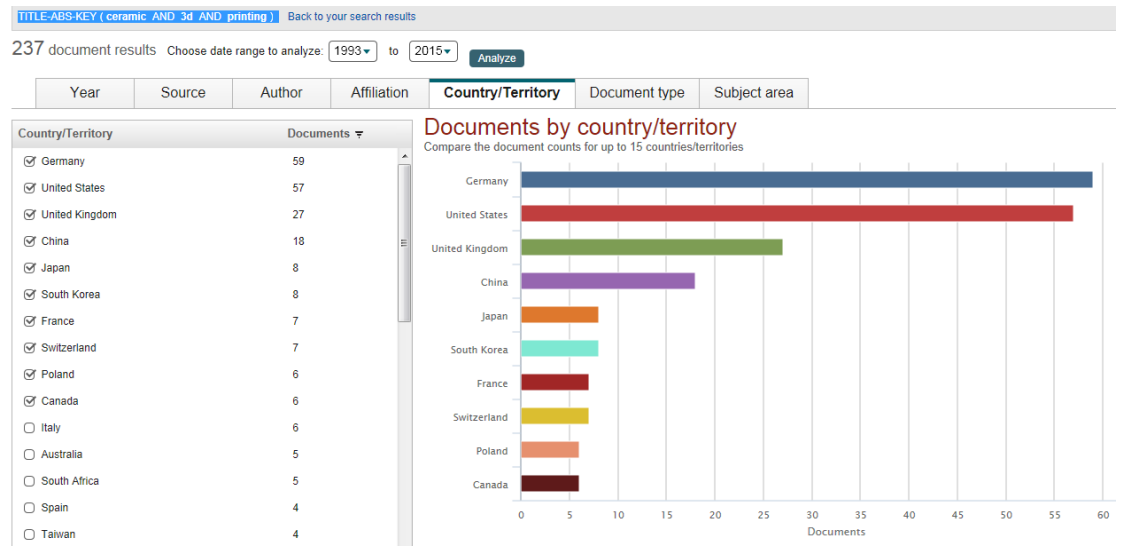 TITLE-ABS-KEY ( ceramic AND 3d AND printing ) Back to your search results
237 document results Choose date range to analyze: 1993 to 2015 Analyze
Year Source Author Affiliation Country/Territory Document type Subject area
Country/Territory Documents
Germany 59
United States 57
United Kingdom 27
China 18
Japan 8
South Korea 8
France 7
Switzerland 7
Poland 6
Canada 6
Italy 6
Australia 5
South Africa 5
Spain 4
Taiwan 4
Documents by country/territory
Compare the document counts for up to 15 countries/territories
Germany
United States
United Kingdom
China
Japan
South Korea
France
Switzerland
Poland
Canada
0 5 10 15 20 25 30 35 40 45 50 55 60
Documents